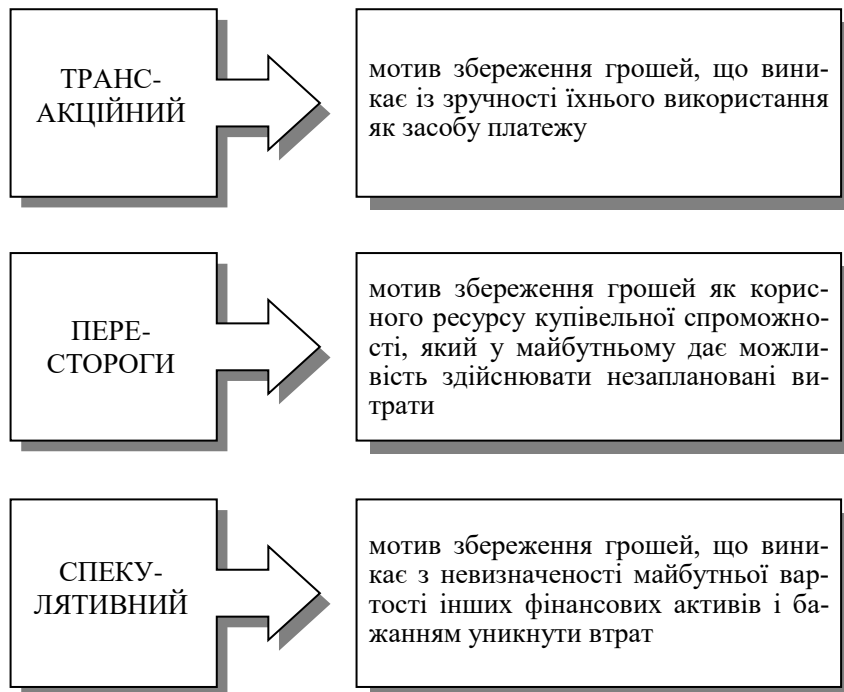 ТРАНС-
АКЦІЙНИЙ
мотив збереження грошей, що вини-
кає із зручності їхнього використання
як засобу платежу
ПЕРЕ-
СТОРОГИ
мотив збереження грошей як корис-
ного ресурсу купівельної спроможно-
сті, який у майбутньому дає можли-
вість здійснювати незаплановані ви-
трати
СПЕКУ-
ЛЯТИВНИЙ
мотив збереження грошей, що вини-
кає з невизначеності майбутньої вар-
тості інших фінансових активів і ба-
жанням уникнути втрат